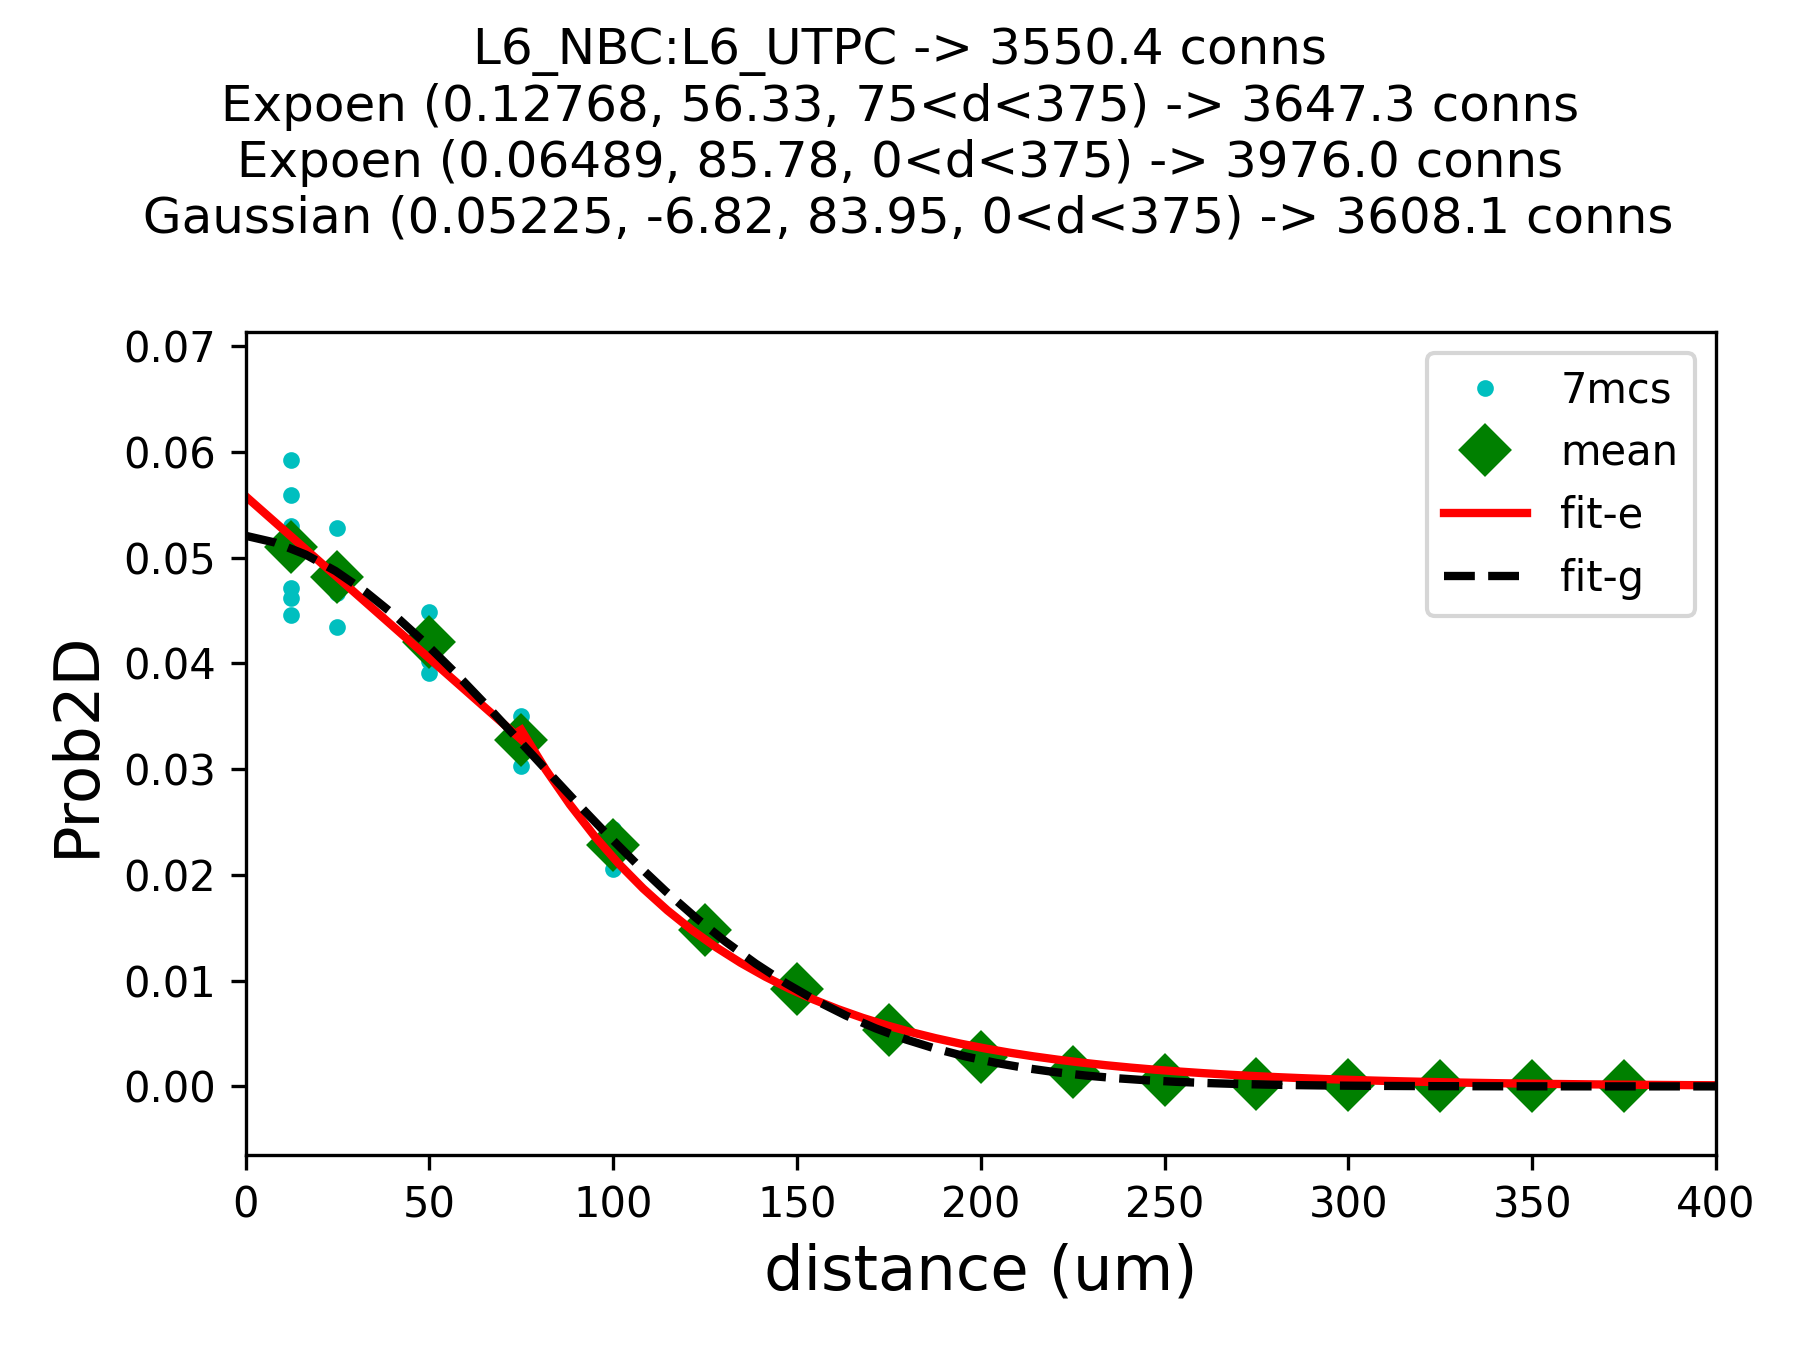 L6_NBC:L6_UTPC -> 3550.4 conns
Expoen (0.12768, 56.33, 75<d<375) -> 3647.3 conns
Expoen (0.06489, 85.78, 0<d<375) -> 3976.0 conns
Gaussian (0.05225, -6.82, 83.95, 0<d<375) -> 3608.1 conns
0.07
0.06
0.05
0.04
0.03
0.02
0.01
0.00
Prob2D
7mcs
mean
fit-e
fit-g
0 50 100 150 200 250 300 350 400
distance (um)